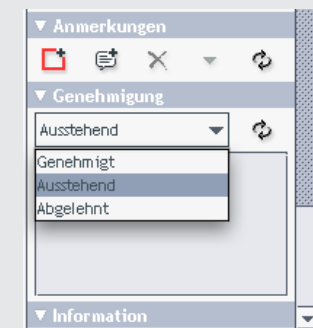 Anmerkungen
Genehmigung
Ausstehend
Genehmigt
Ausstehend
Abgelehnt
Information